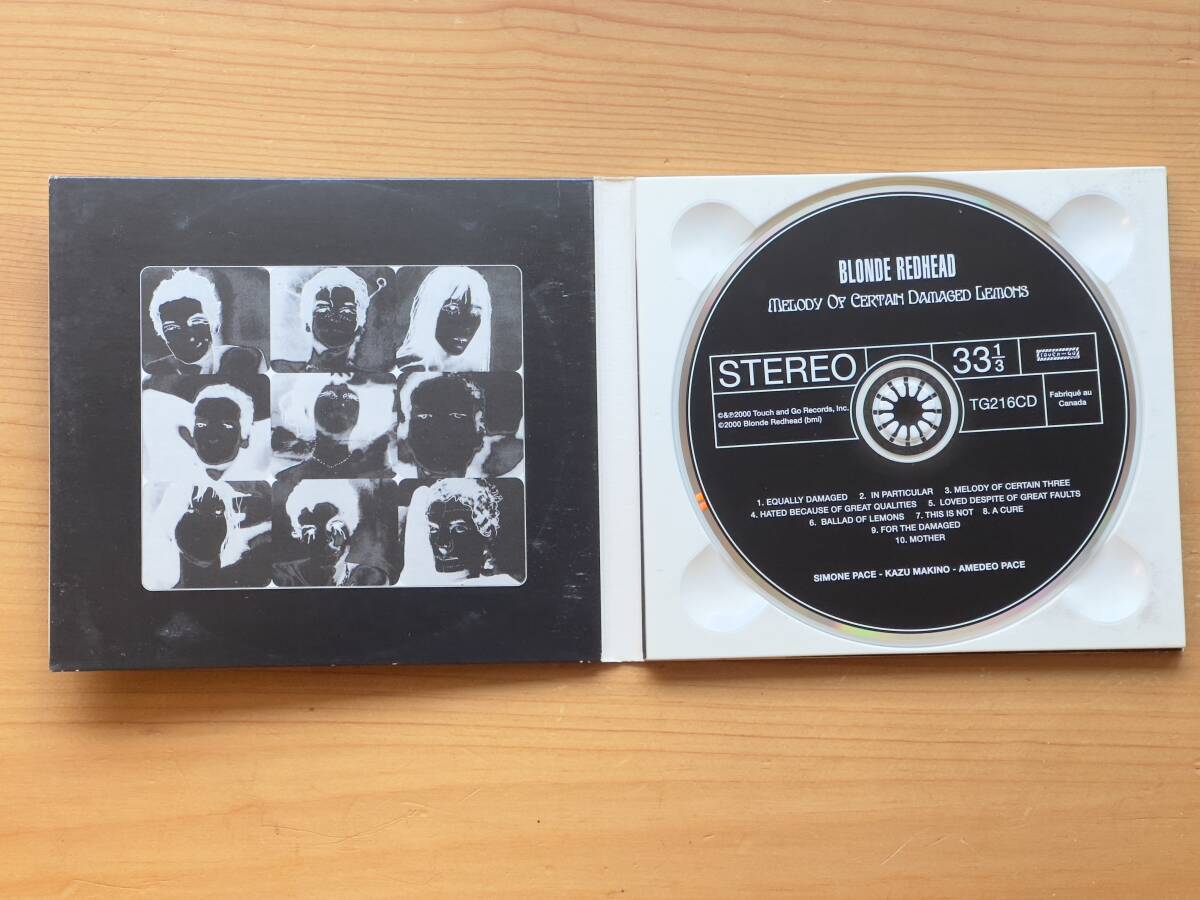 BLONDE REDHEAD
MELODY OF CERTAIN DAMAGED LEMONS
STEREO
33 1/3
TOUCH AND GO
©&℗2000 Touch and Go Records, Inc.
©2000 Blonde Redhead (bmi)
TG216CD
Fabriqué au
Canada
1. EQUALLY DAMAGED 2. IN PARTICULAR 3. MELODY OF CERTAIN THREE
4. HATED BECAUSE OF GREAT QUALITIES 5. LOVED DESPITE OF GREAT FAULTS
6. BALLAD OF LEMONS 7. THIS IS NOT 8. A CURE
9. FOR THE DAMAGED
10. MOTHER
SIMONE PACE - KAZU MAKINO - AMEDEO PACE